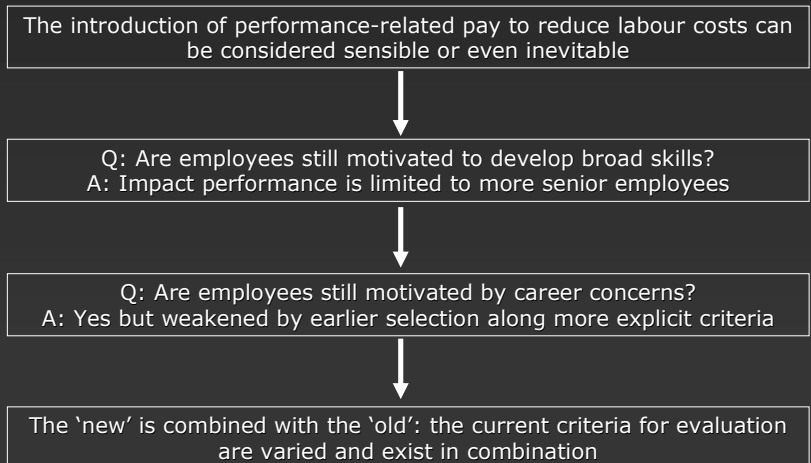 The introduction of performance-related pay to reduce labour costs can
be considered sensible or even inevitable
Q: Are employees still motivated to develop broad skills?
A: Impact performance is limited to more senior employees
Q: Are employees still motivated by career concerns?
A: Yes but weakened by earlier selection along more explicit criteria
The ‘new’ is combined with the ‘old’: the current criteria for evaluation
are varied and exist in combination